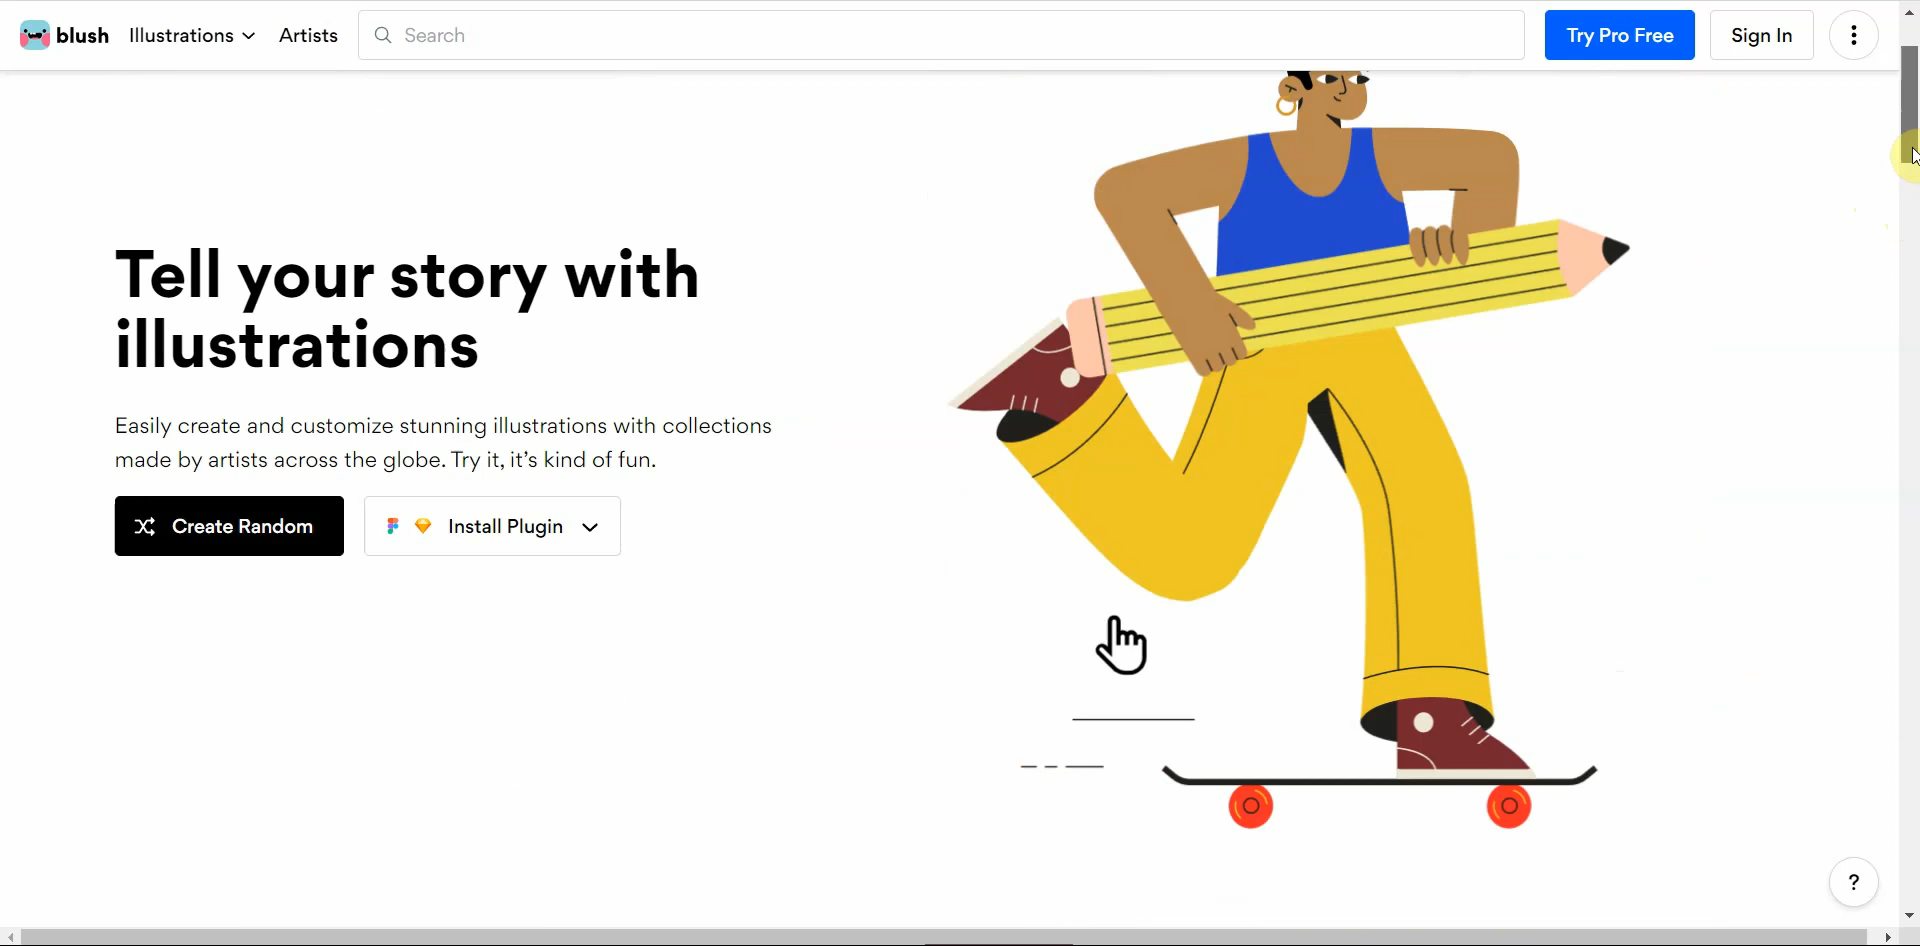 blush
Illustrations
Artists
Search
Try Pro Free
Sign In
Tell your story with
illustrations
Easily create and customize stunning illustrations with collections
made by artists across the globe. Try it, it’s kind of fun.
Create Random
Install Plugin
?